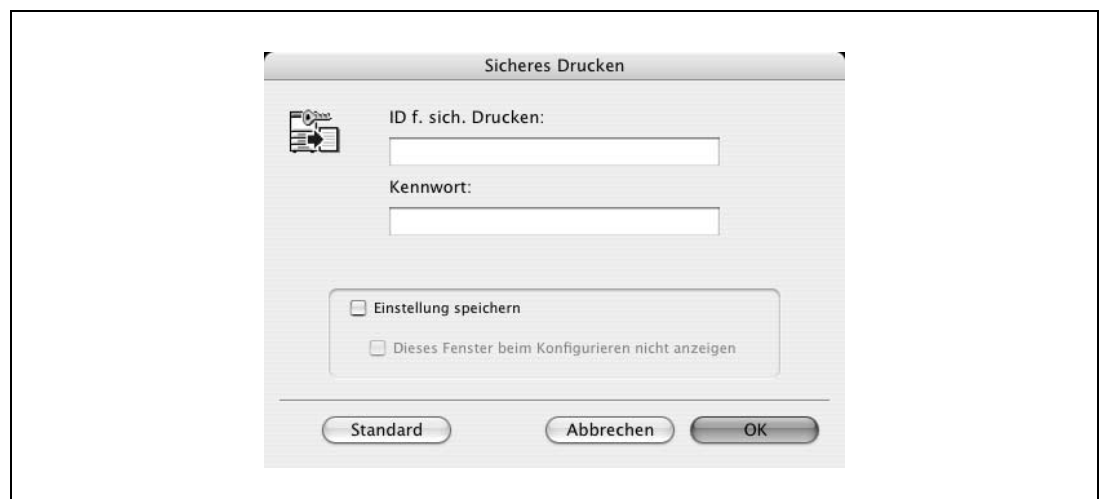 Sicheres Drucken
ID f. sich. Drucken:
Kennwort:
Einstellung speichern
Dieses Fenster beim Konfigurieren nicht anzeigen
Standard Abbrechen OK